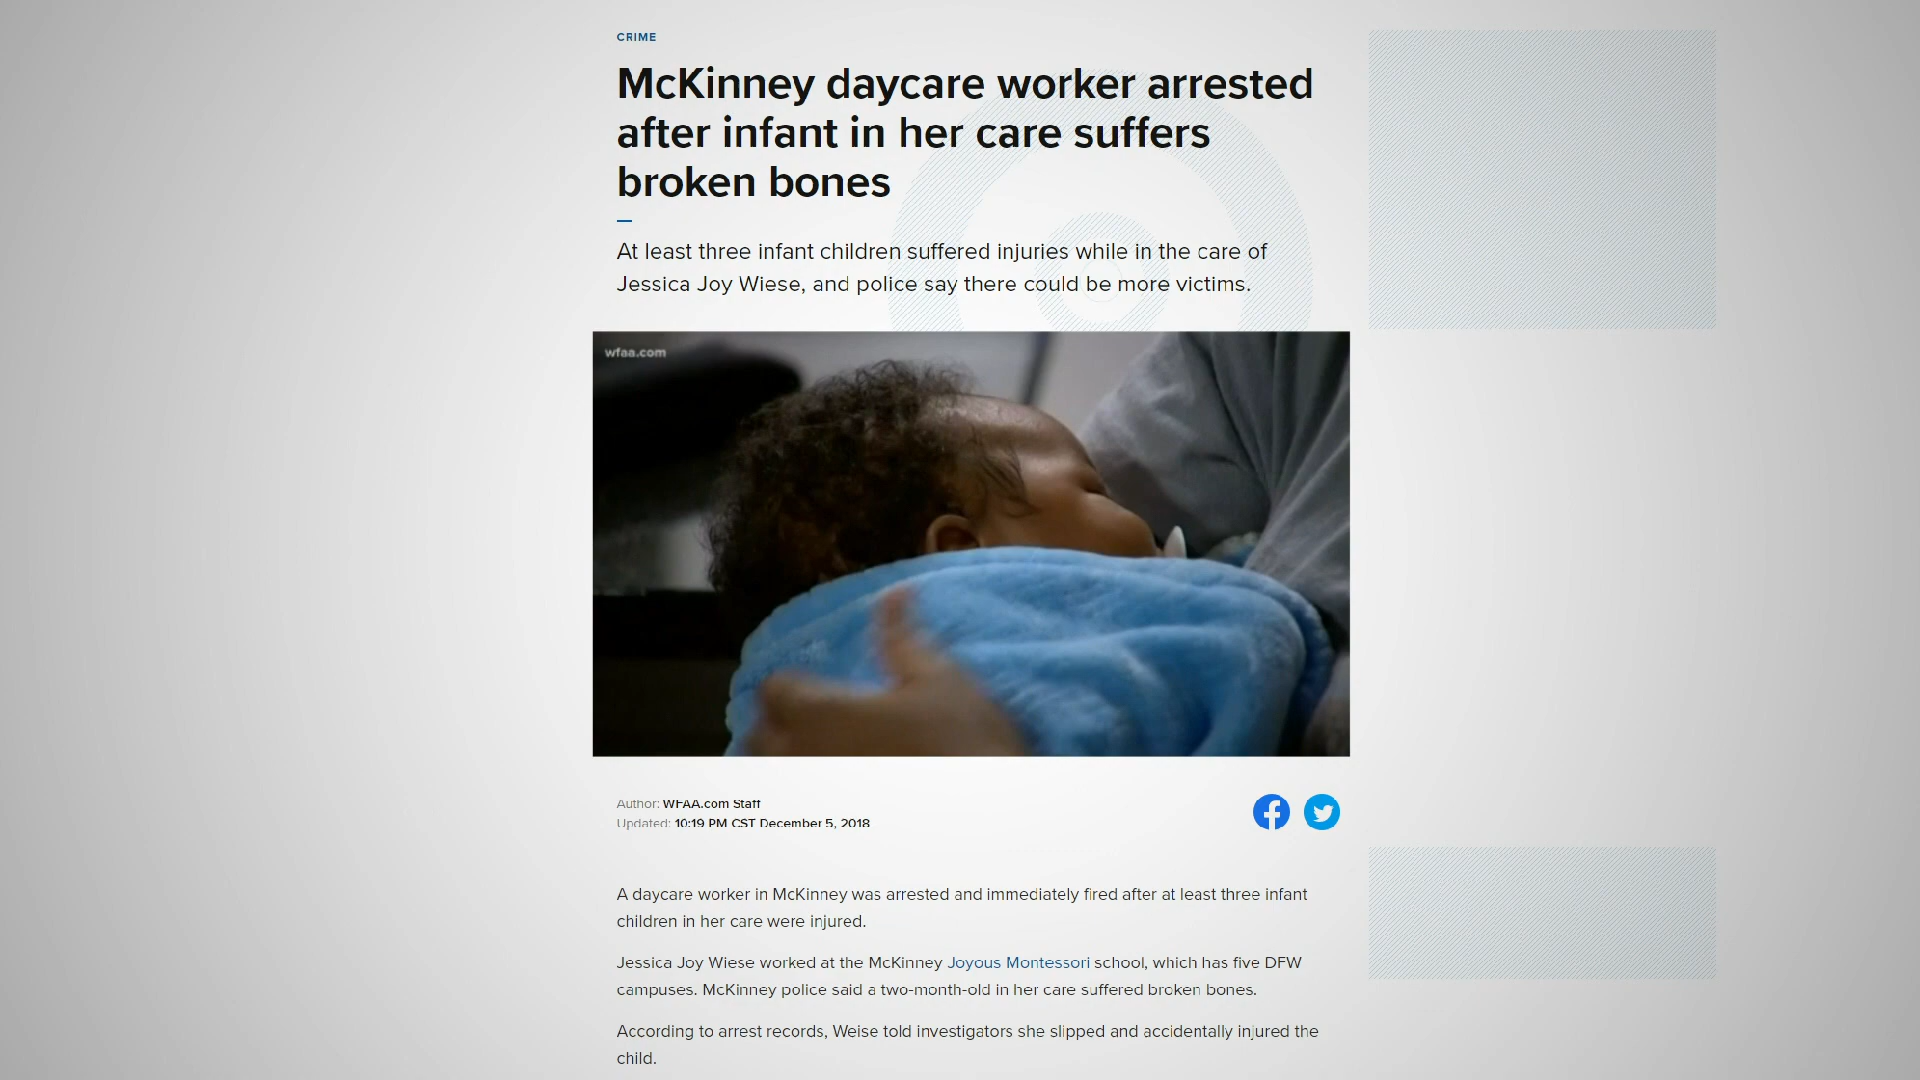 CRIME
McKinney daycare worker arrested
after infant in her care suffers
broken bones
At least three infant children suffered injuries while in the care of
Jessica Joy Wiese, and police say there could be more victims.
wfaa.com
Author: WFAA.com Staff
Updated: 10:19 PM CST December 5, 2018
A daycare worker in McKinney was arrested and immediately fired after at least three infant
children in her care were injured.
Jessica Joy Wiese worked at the McKinney Joyous Montessori school, which has five DFW
campuses. McKinney police said a two-month-old in her care suffered broken bones.
According to arrest records, Weise told investigators she slipped and accidentally injured the
child.